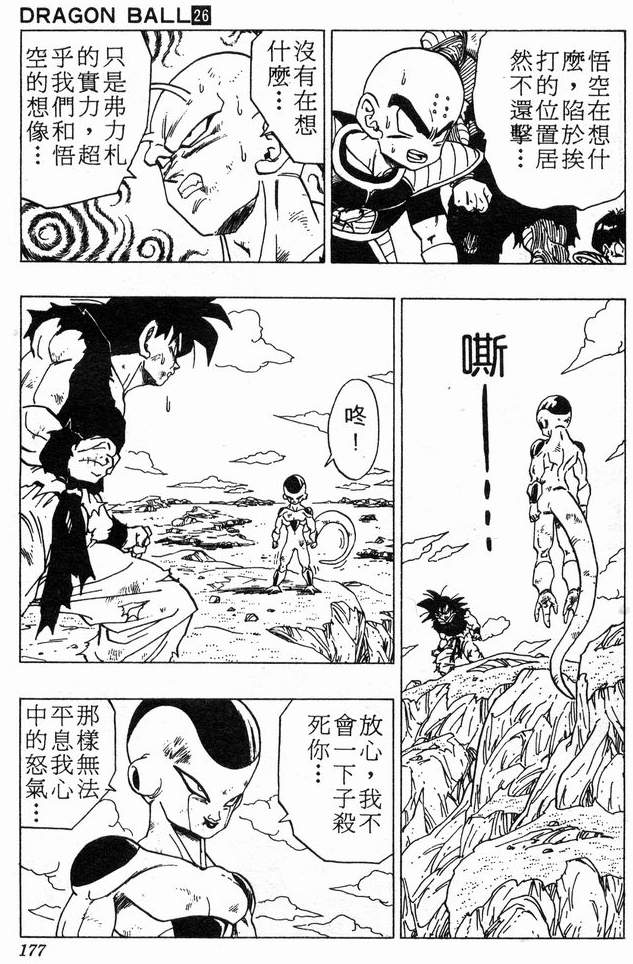 DRAGON BALL 26
悟空在想什
麼，陷於挨
打的位置居
然不還擊…
沒有在想
什麼…
只是弗力札
的實力，超
乎我們和悟
空的想像…
嘶
咚！
放心，我不
會一下子殺
死你…
那樣無法
平息我心
中的怒氣…
177